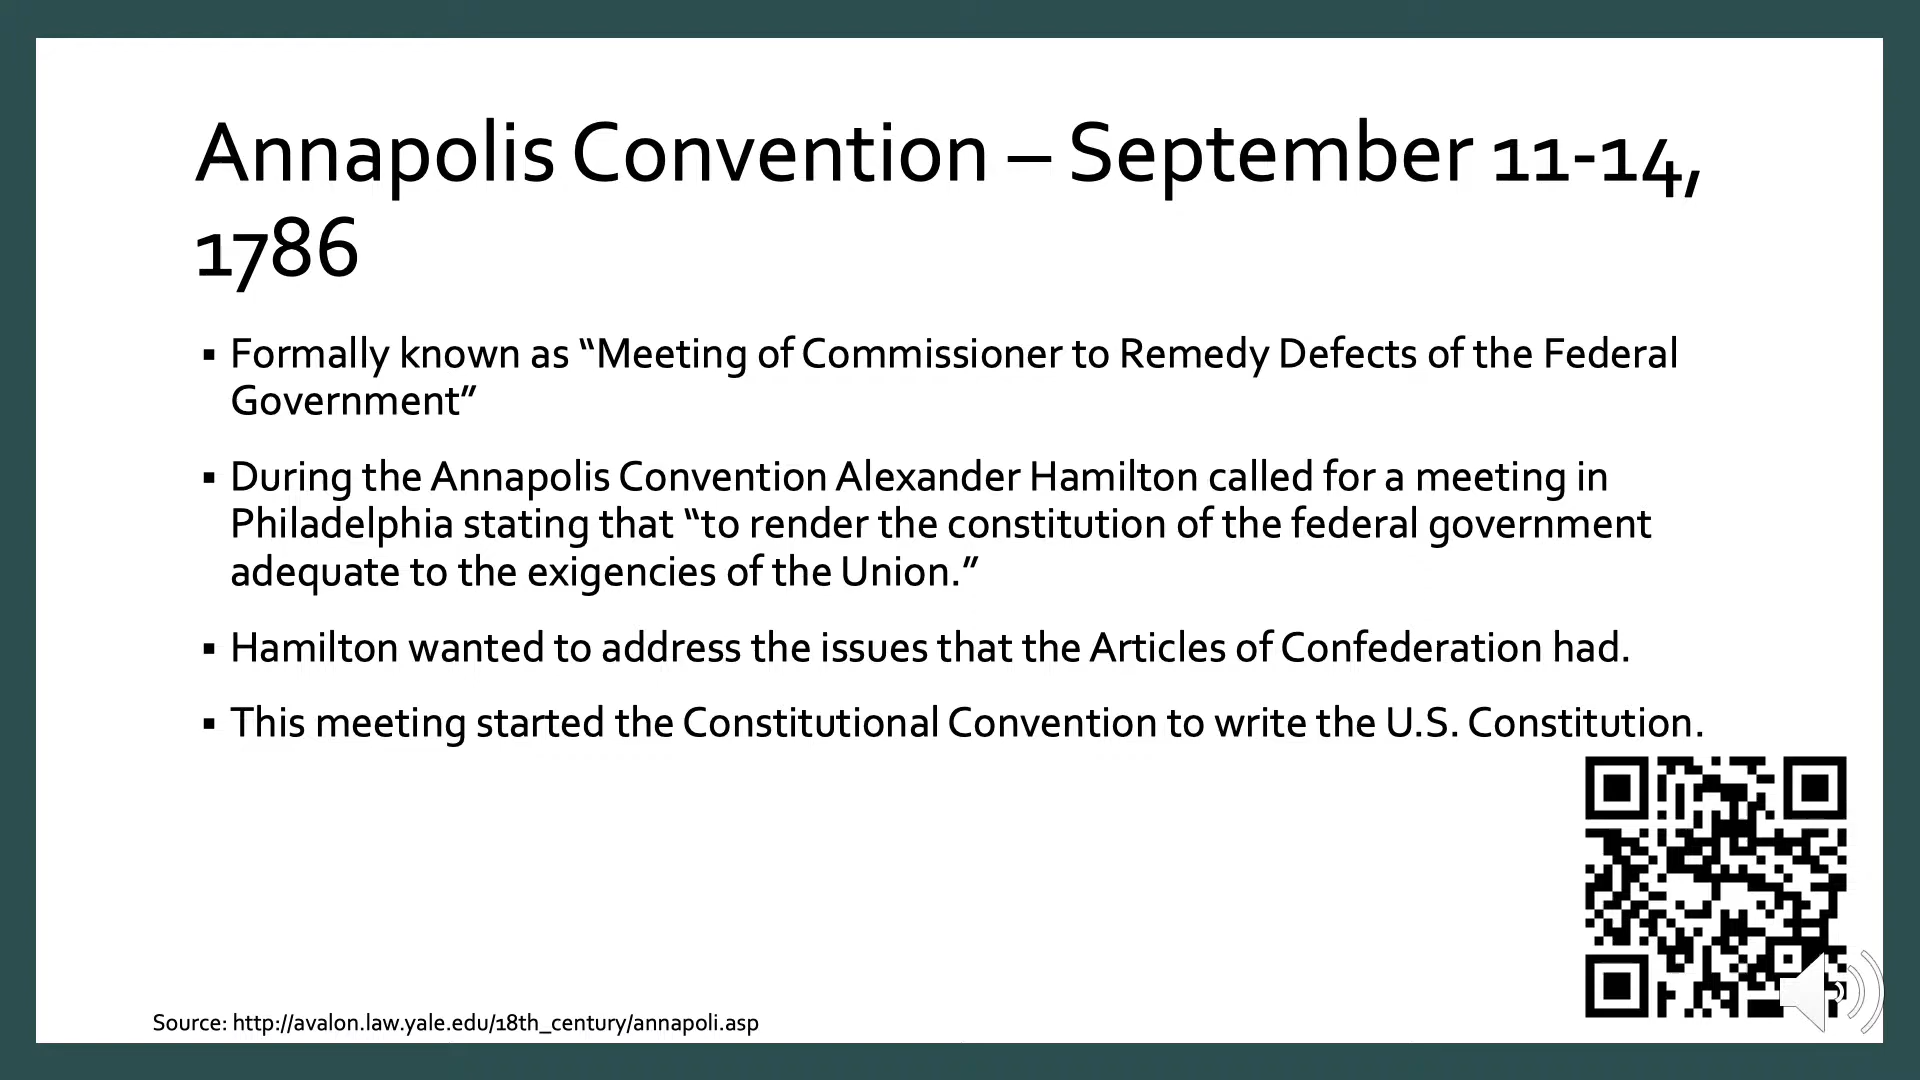 Annapolis Convention – September 11-14,
1786
▪ Formally known as “Meeting of Commissioner to Remedy Defects of the Federal
Government”
▪ During the Annapolis Convention Alexander Hamilton called for a meeting in
Philadelphia stating that “to render the constitution of the federal government
adequate to the exigencies of the Union.”
▪ Hamilton wanted to address the issues that the Articles of Confederation had.
▪ This meeting started the Constitutional Convention to write the U.S. Constitution.
Source: http://avalon.law.yale.edu/18th_century/annapoli.asp